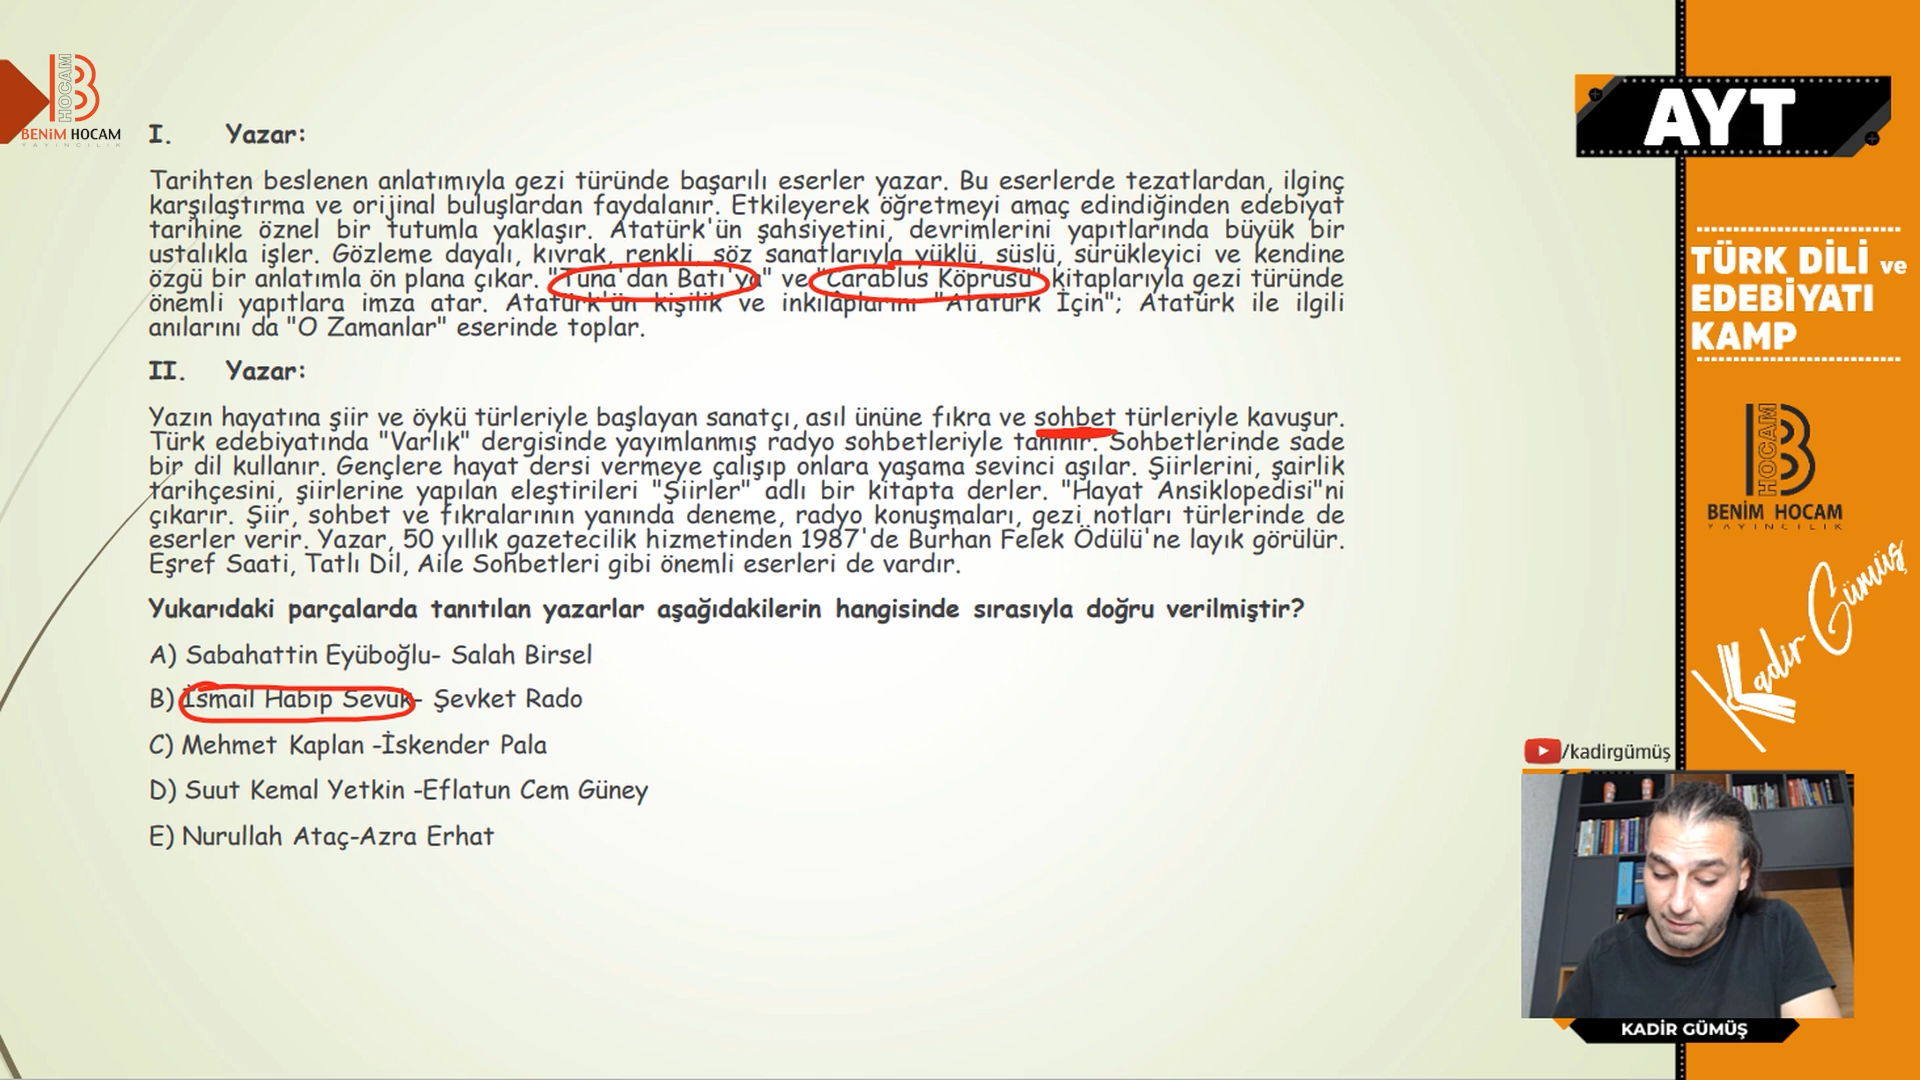 HOCAM
BENİM HOCAM
YAYINCILIK
I. Yazar:
Tarihten beslenen anlatımıyla gezi türünde başarılı eserler yazar. Bu eserlerde tezatlardan, ilginç
karşılaştırma ve orijinal buluşlardan faydalanır. Etkileyerek öğretmeyi amaç edindiğinden edebiyat
tarihine öznel bir tutumla yaklaşır. Atatürk'ün şahsiyetini, devrimlerini yapıtlarında büyük bir
ustalıkla işler. Gözleme dayalı, kıvrak, renkli, söz sanatlarıyla yüklü, süslü, sürükleyici ve kendine
özgü bir anlatımla ön plana çıkar. "Tuna'dan Batı'ya" ve "Carablus Köprüsü" kitaplarıyla gezi türünde
önemli yapıtlara imza atar. Atatürk'ün kişilik ve inkılaplarını "Atatürk İçin"; Atatürk ile ilgili
anılarını da "O Zamanlar" eserinde toplar.
II. Yazar:
Yazın hayatına şiir ve öykü türleriyle başlayan sanatçı, asıl ününe fıkra ve sohbet türleriyle kavuşur.
Türk edebiyatında "Varlık" dergisinde yayımlanmış radyo sohbetleriyle tanınır. Sohbetlerinde sade
bir dil kullanır. Gençlere hayat dersi vermeye çalışıp onlara yaşama sevinci aşılar. Şiirlerini, şairlik
tarihçesini, şiirlerine yapılan eleştirileri "Şiirler" adlı bir kitapta derler. "Hayat Ansiklopedisi"ni
çıkarır. Şiir, sohbet ve fıkralarının yanında deneme, radyo konuşmaları, gezi notları türlerinde de
eserler verir. Yazar, 50 yıllık gazetecilik hizmetinden 1987'de Burhan Felek Ödülü'ne layık görülür.
Eşref Saati, Tatlı Dil, Aile Sohbetleri gibi önemli eserleri de vardır.
Yukarıdaki parçalarda tanıtılan yazarlar aşağıdakilerin hangisinde sırasıyla doğru verilmiştir?
A) Sabahattin Eyüboğlu- Salah Birsel
B) İsmail Habip Sevük- Şevket Rado
C) Mehmet Kaplan -İskender Pala
D) Suut Kemal Yetkin -Eflatun Cem Güney
E) Nurullah Ataç-Azra Erhat
AYT
TÜRK DİLİ ve
EDEBİYATI
KAMP
HOCAM
BENİM HOCAM
YAYINCILIK
Kadir Gümüş
/kadirgümüş
KADİR GÜMÜŞ